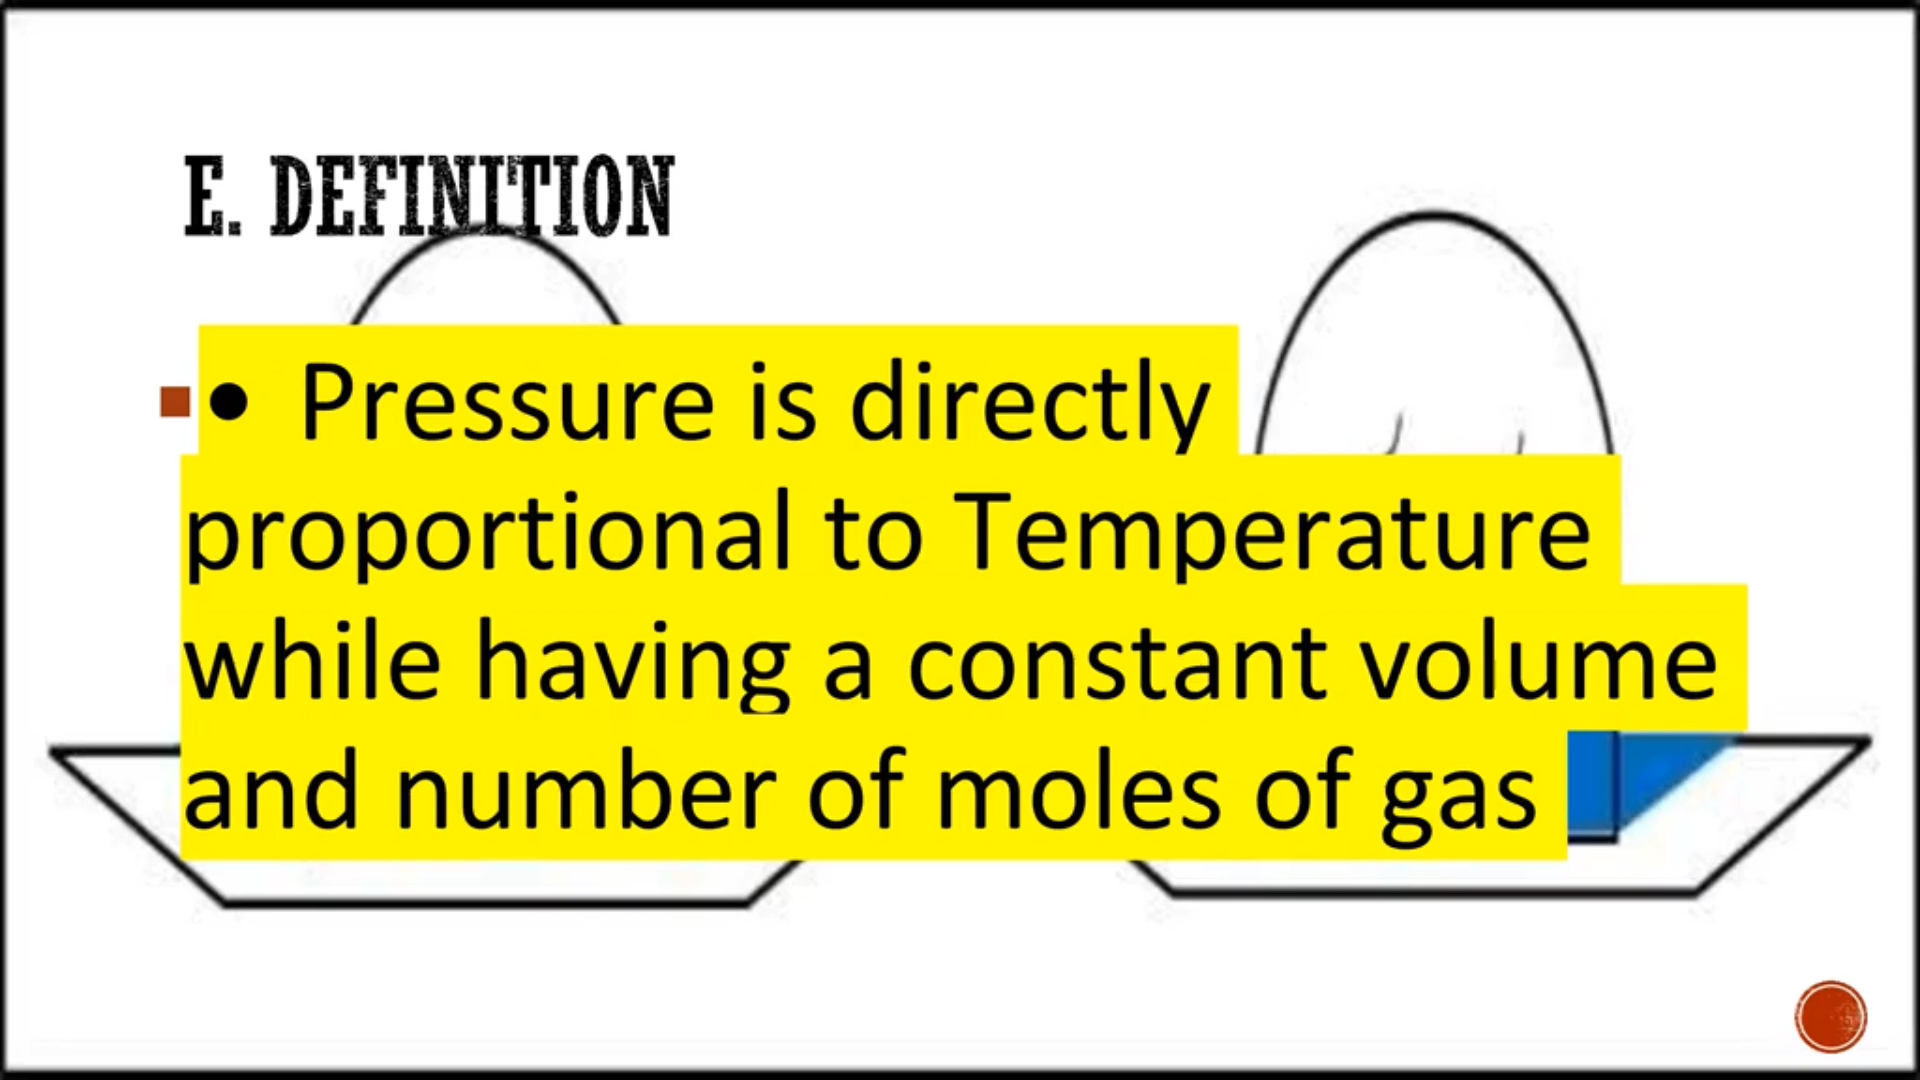 E. DEFINITION
• Pressure is directly
proportional to Temperature
while having a constant volume
and number of moles of gas